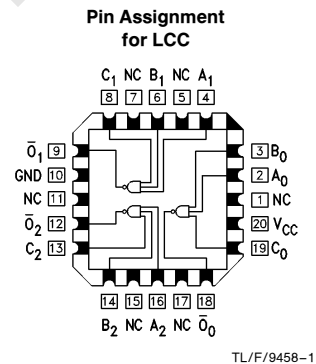 Pin Assignment
for LCC
C₁ NC B₁ NC A₁
8 7 6 5 4
Ō₁ 9
GND 10
NC 11
Ō₂ 12
C₂ 13
3 B₀
2 A₀
1 NC
20 VCC
19 C₀
14 15 16 17 18
B₂ NC A₂ NC Ō₀
TL/F/9458–1